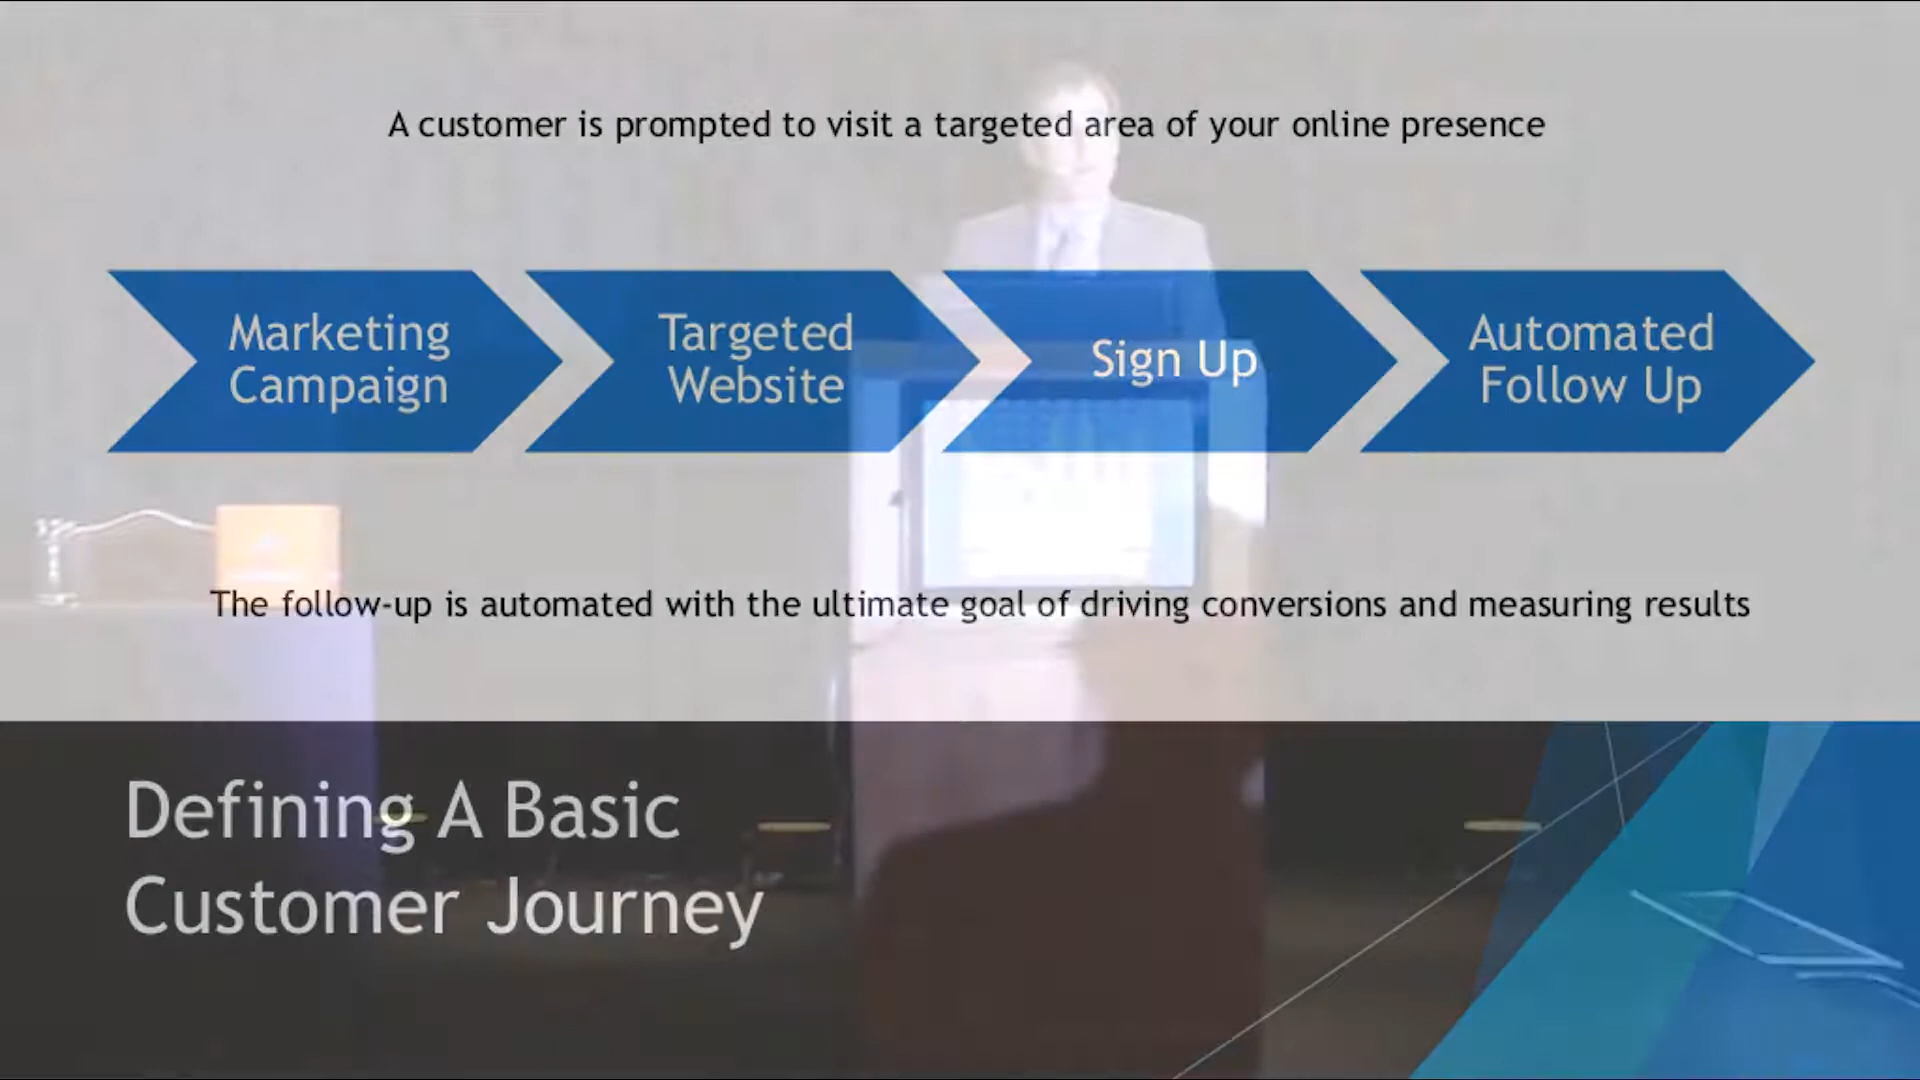 A customer is prompted to visit a targeted area of your online presence
Marketing
Campaign
Targeted
Website
Sign Up
Automated
Follow Up
The follow-up is automated with the ultimate goal of driving conversions and measuring results
Defining A Basic
Customer Journey